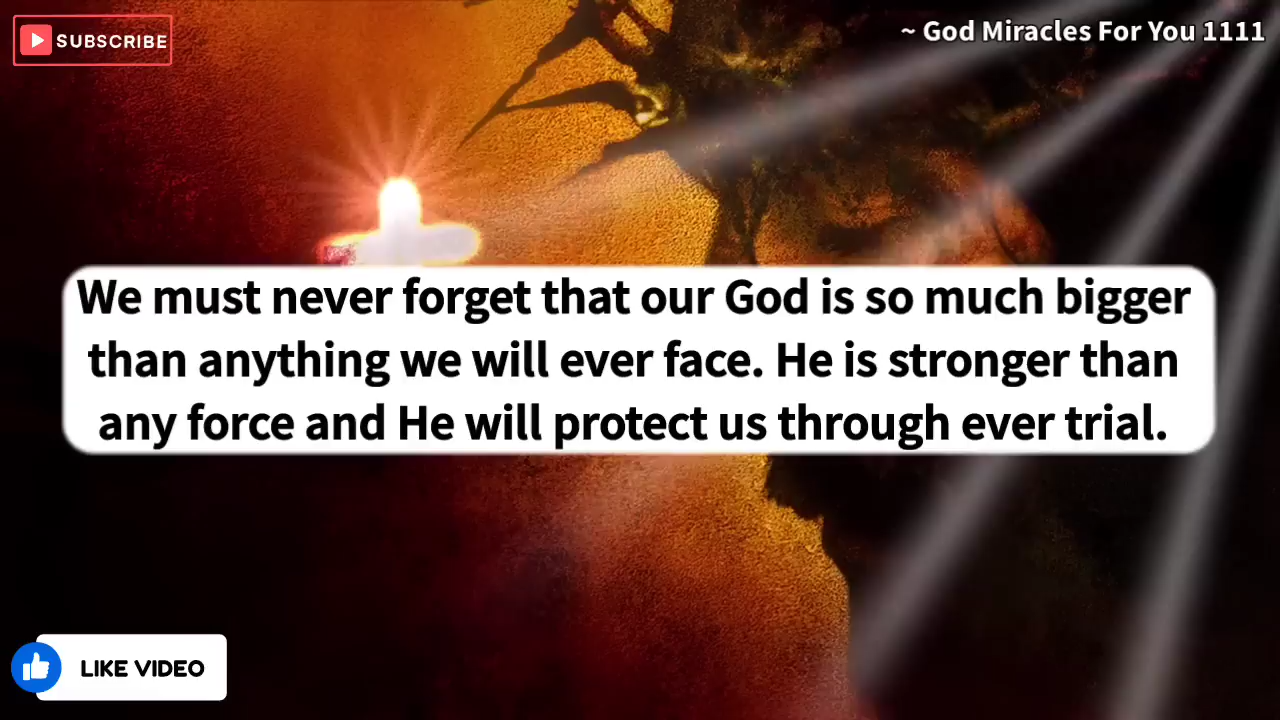 SUBSCRIBE
~ God Miracles For You 1111
We must never forget that our God is so much bigger
than anything we will ever face. He is stronger than
any force and He will protect us through ever trial.
LIKE VIDEO